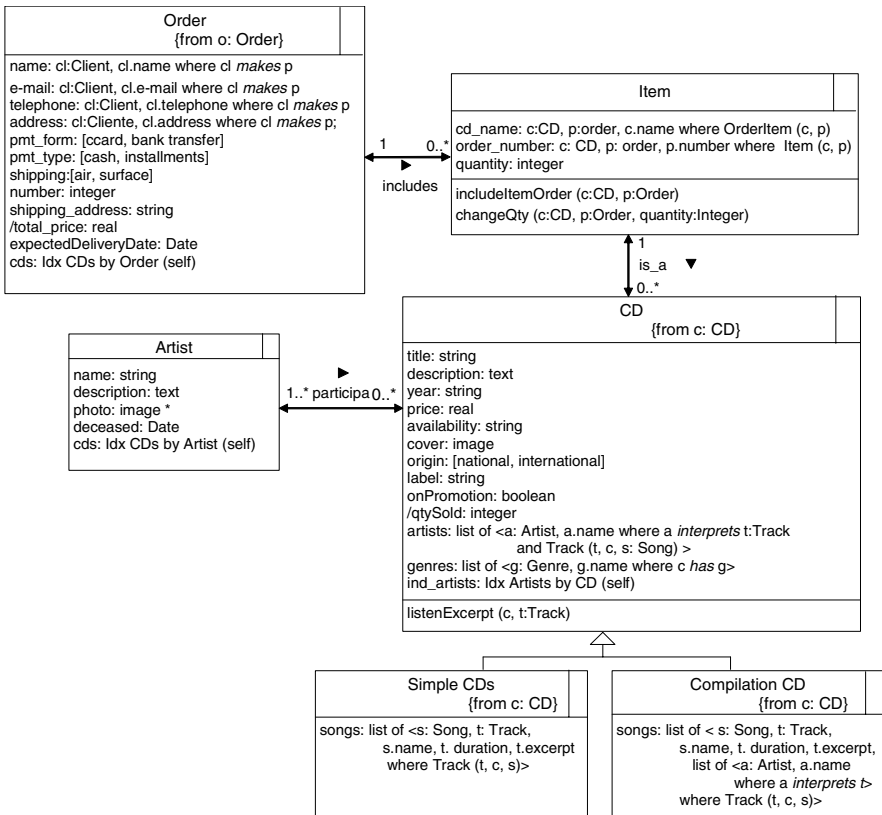 Order
{from o: Order}
name: cl:Client, cl.name where cl makes p
e-mail: cl:Client, cl.e-mail where cl makes p
telephone: cl:Client, cl.telephone where cl makes p
address: cl:Cliente, cl.address where cl makes p;
pmt_form: [ccard, bank transfer]
pmt_type: [cash, installments]
shipping:[air, surface]
number: integer
shipping_address: string
/total_price: real
expectedDeliveryDate: Date
cds: Idx CDs by Order (self)
1
0..*
includes
Item
cd_name: c:CD, p:order, c.name where OrderItem (c, p)
order_number: c: CD, p: order, p.number where Item (c, p)
quantity: integer
includeItemOrder (c:CD, p:Order)
changeQty (c:CD, p:Order, quantity:Integer)
1
is_a
0..*
Artist
name: string
description: text
photo: image *
deceased: Date
cds: Idx CDs by Artist (self)
1..* participa 0..*
CD
{from c: CD}
title: string
description: text
year: string
price: real
availability: string
cover: image
origin: [national, international]
label: string
onPromotion: boolean
/qtySold: integer
artists: list of <a: Artist, a.name where a interprets t:Track
and Track (t, c, s: Song) >
genres: list of <g: Genre, g.name where c has g>
ind_artists: Idx Artists by CD (self)
listenExcerpt (c, t:Track)
Simple CDs
{from c: CD}
songs: list of <s: Song, t: Track,
s.name, t. duration, t.excerpt
where Track (t, c, s)>
Compilation CD
{from c: CD}
songs: list of < s: Song, t: Track,
s.name, t. duration, t.excerpt,
list of <a: Artist, a.name
where a interprets t>
where Track (t, c, s)>